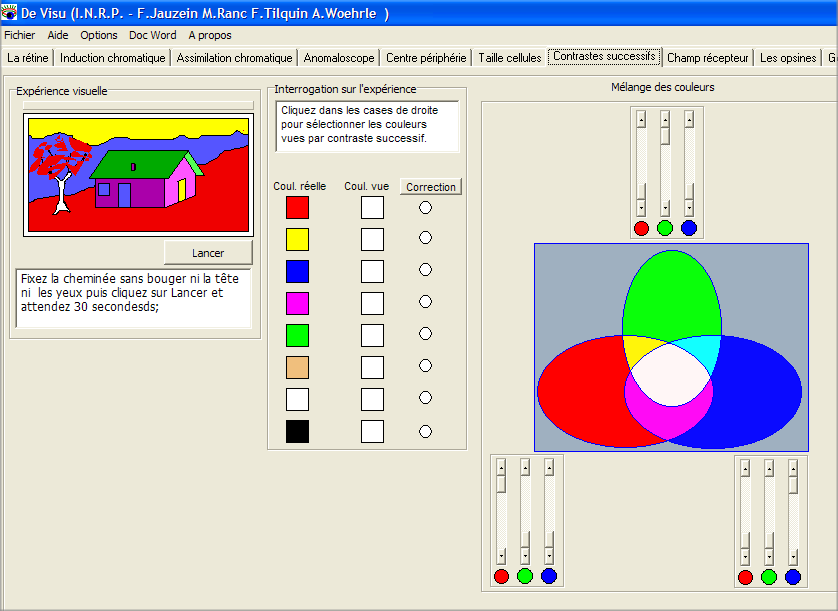 De Visu (I.N.R.P. - F.Jauzein M.Ranc F.Tilquin A.Woehrle )
Fichier Aide Options Doc Word A propos
La rétine Induction chromatique Assimilation chromatique Anomaloscope Centre périphérie Taille cellules Contrastes successifs Champ récepteur Les opsines G
Expérience visuelle
Lancer
Fixez la cheminée sans bouger ni la tête
ni les yeux puis cliquez sur Lancer et
attendez 30 secondesds;
Interrogation sur l'expérience
Cliquez dans les cases de droite
pour sélectionner les couleurs
vues par contraste successif.
Coul. réelle Coul. vue Correction
Mélange des couleurs